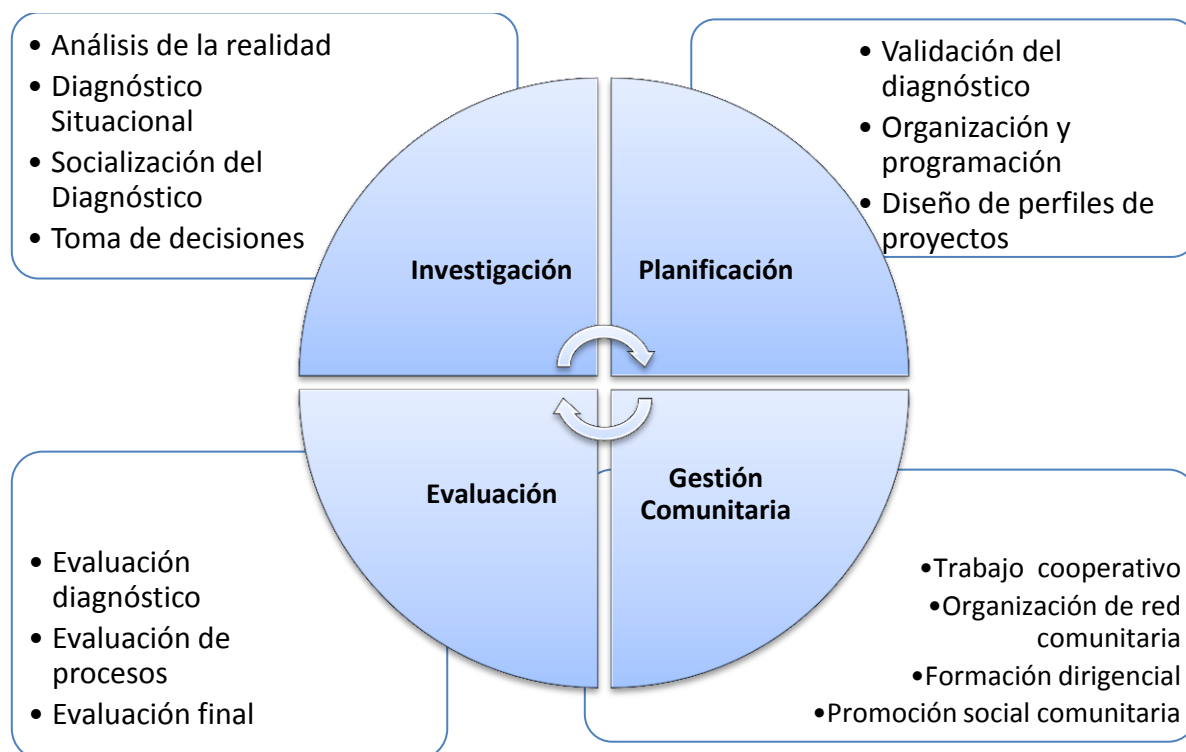 • Análisis de la realidad
• Diagnóstico
Situacional
• Socialización del
Diagnóstico
• Toma de decisiones
• Validación del
diagnóstico
• Organización y
programación
• Diseño de perfiles de
proyectos
Investigación
Planificación
Evaluación
Gestión
Comunitaria
• Evaluación
diagnóstico
• Evaluación de
procesos
• Evaluación final
•Trabajo cooperativo
•Organización de red
comunitaria
•Formación dirigencial
•Promoción social comunitaria